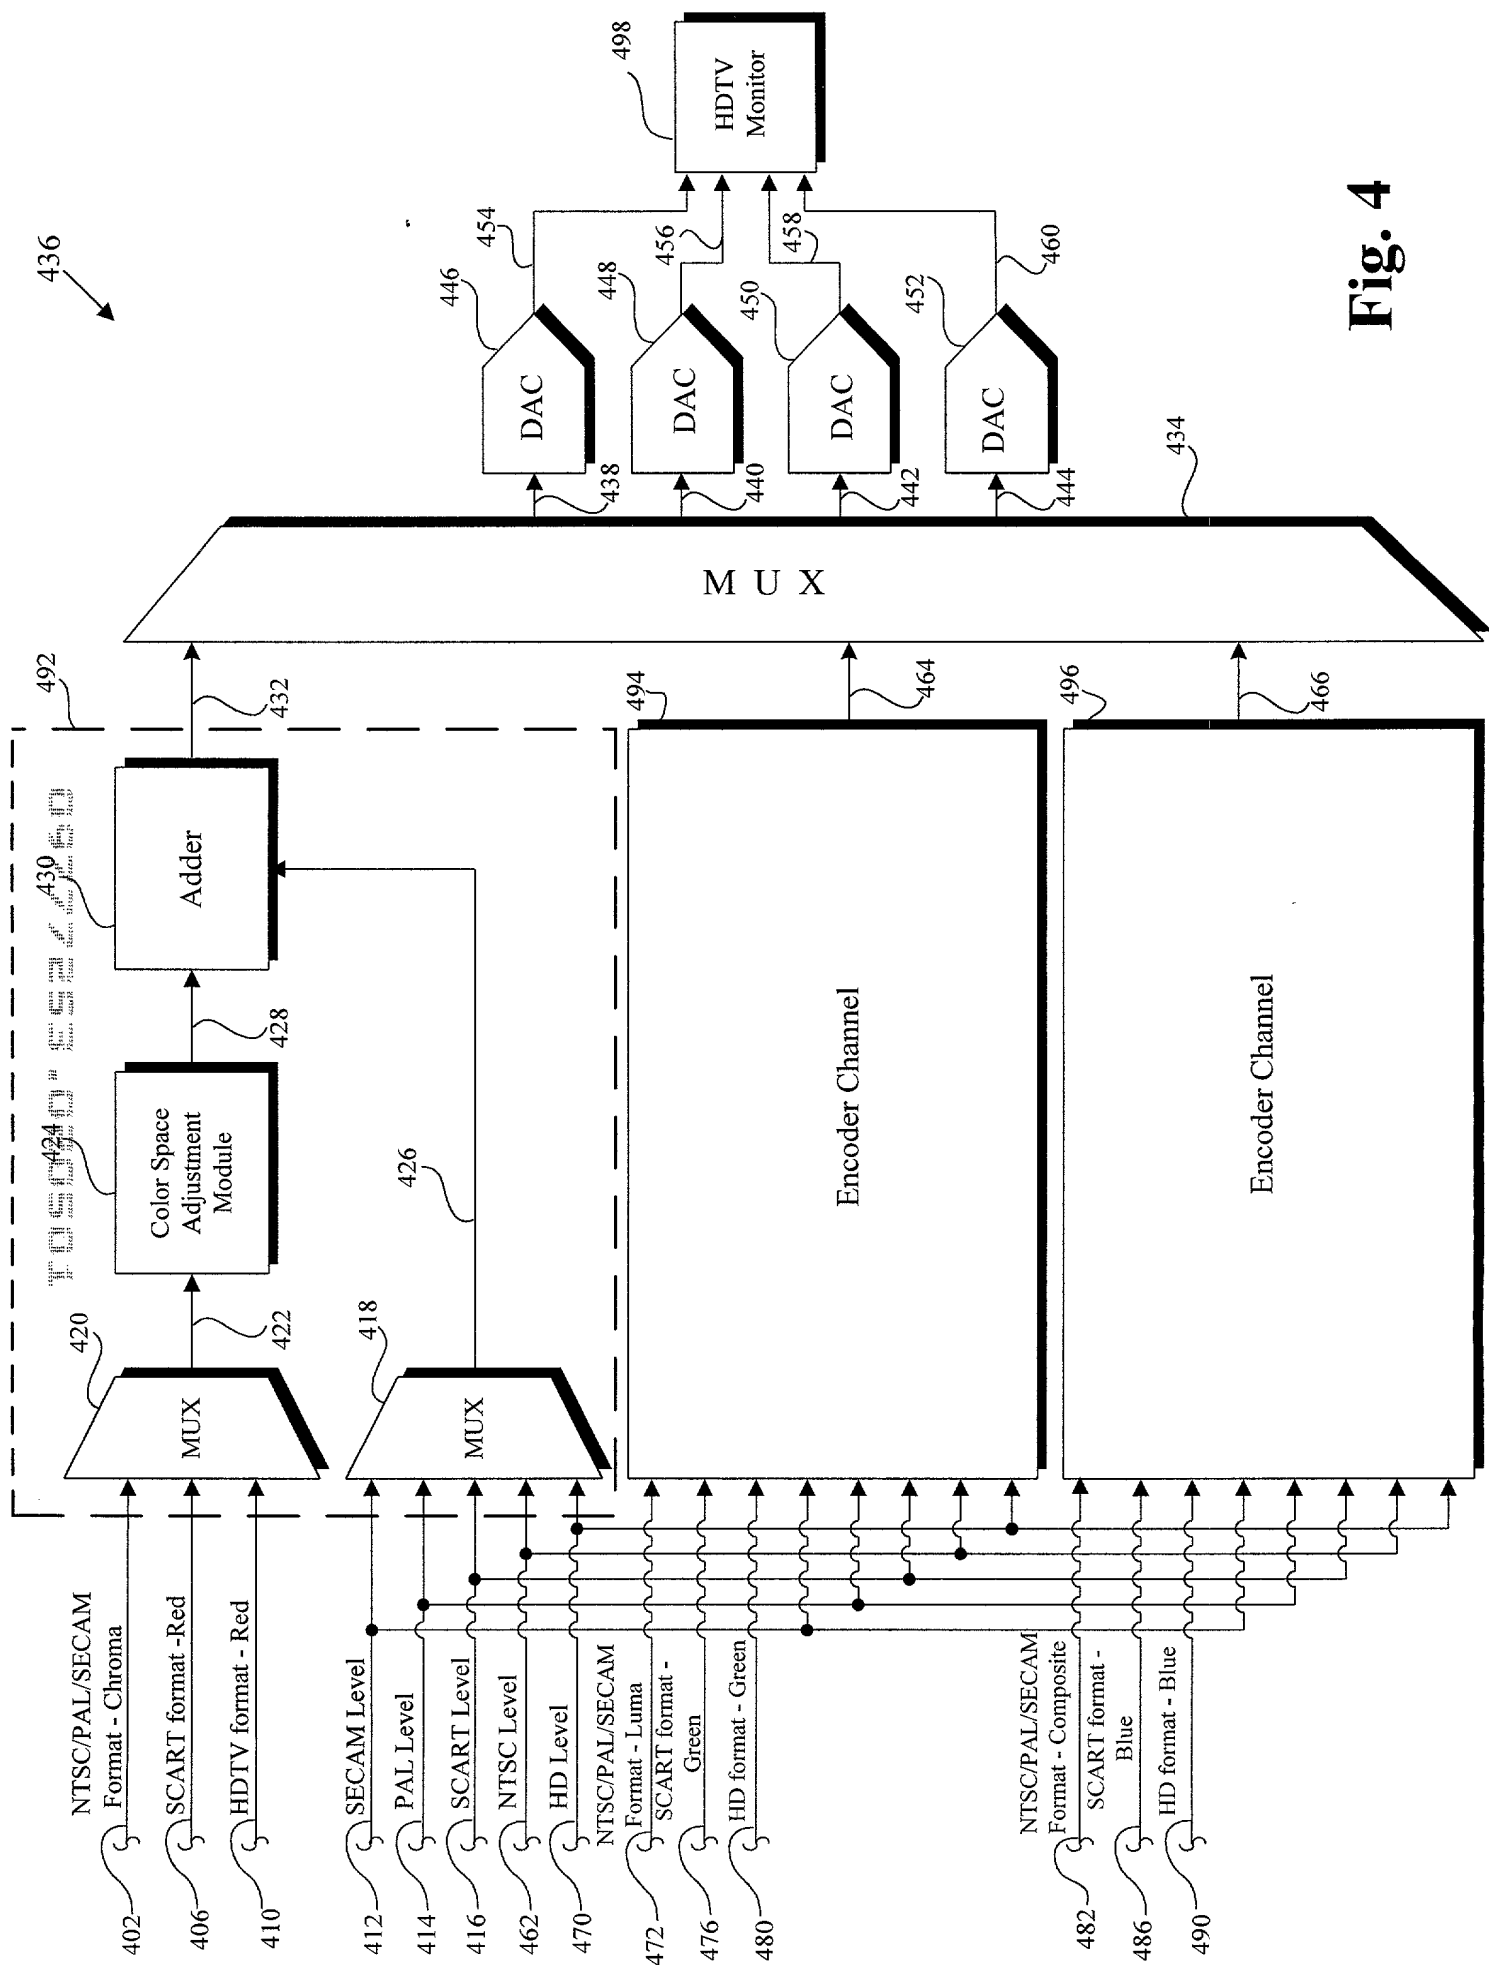 436
492
430
Adder
432
424
Color Space
Adjustment
Module
428
422
420
MUX
426
418
MUX
NTSC/PAL/SECAM
Format - Chroma
SCART format -Red
HDTV format - Red
402
406
410
SECAM Level
PAL Level
SCART Level
NTSC Level
HD Level
412
414
416
462
470
NTSC/PAL/SECAM
Format - Luma
SCART format -
Green
HD format - Green
472
476
480
NTSC/PAL/SECAM
Format - Composite
SCART format -
Blue
HD format - Blue
482
486
490
Encoder Channel
494
464
Encoder Channel
496
466
M U X
434
438
440
442
444
DAC
DAC
DAC
DAC
446
448
450
452
454
456
458
460
HDTV
Monitor
498
Fig. 4